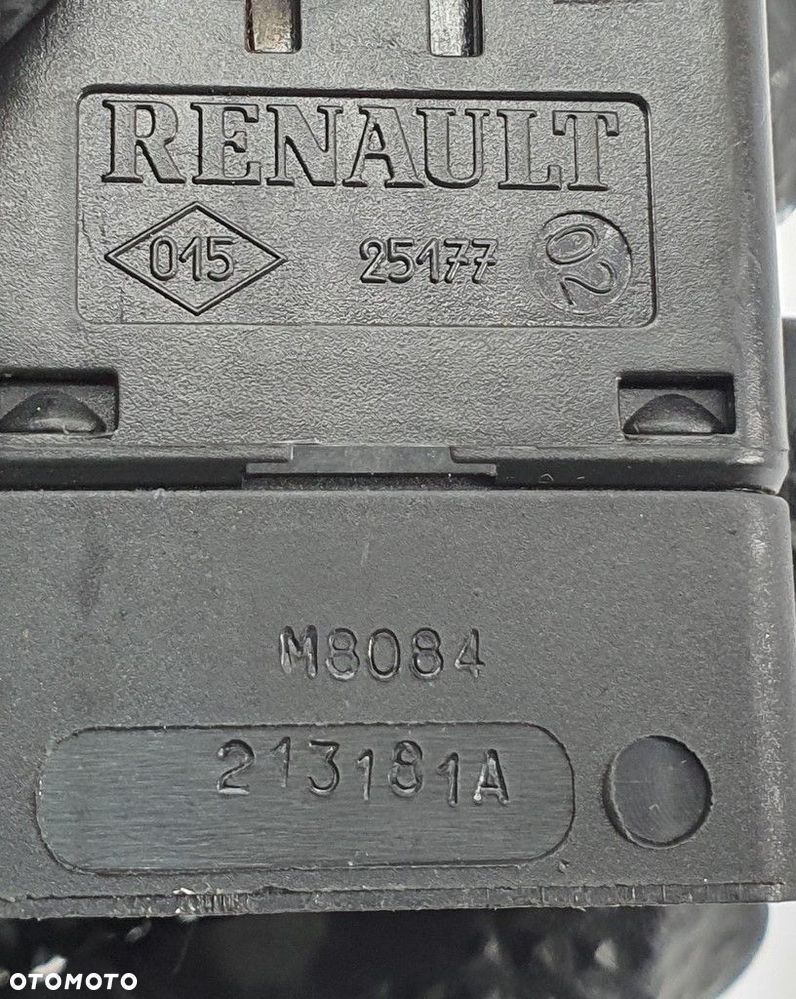 RENAULT
015 25177 02
M8084
213181A
OTOMOTO